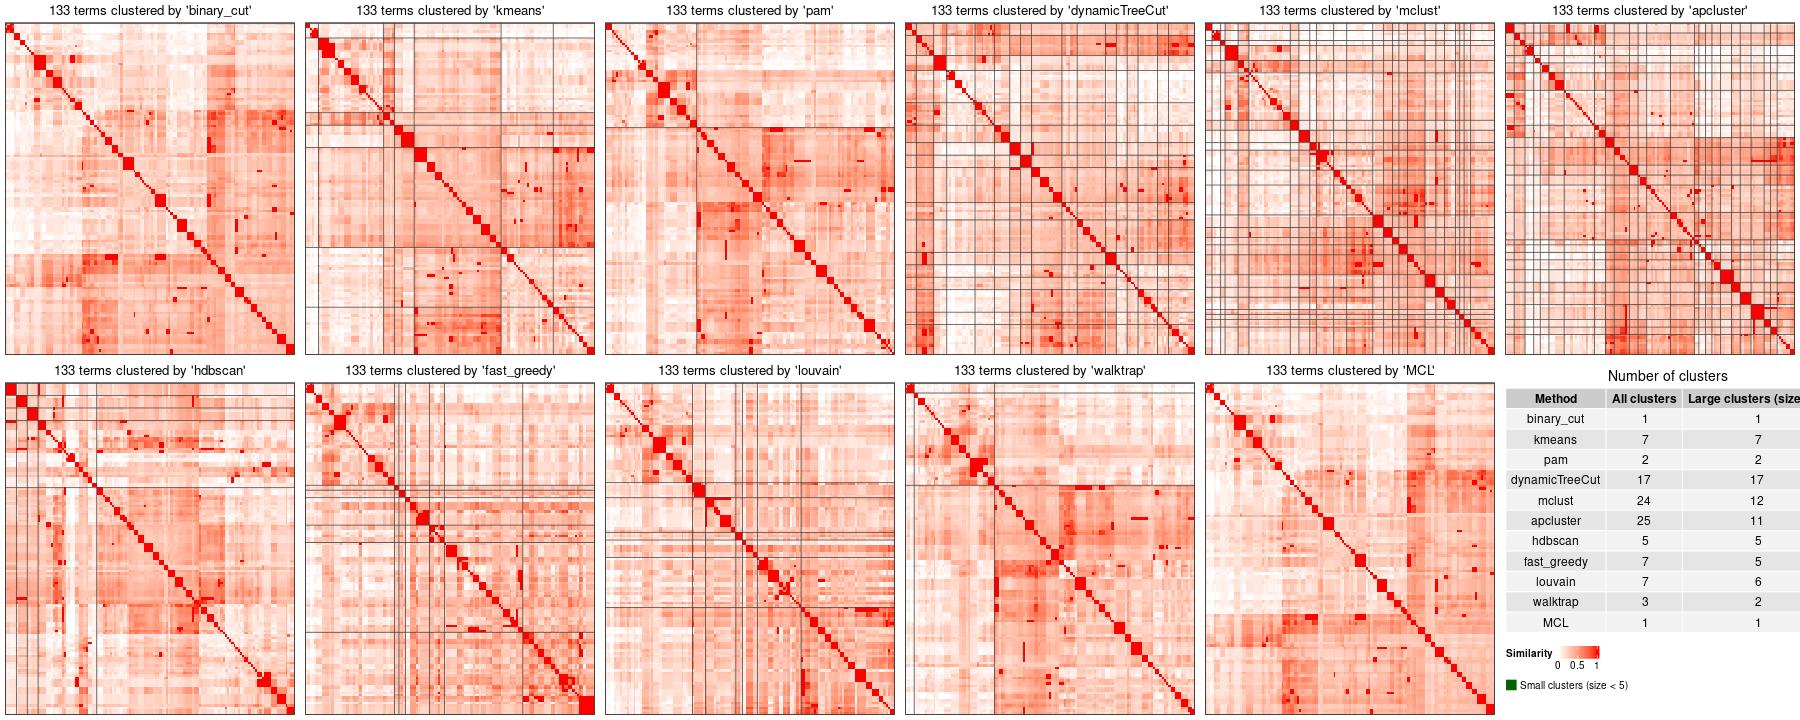 133 terms clustered by 'binary_cut'
133 terms clustered by 'kmeans'
133 terms clustered by 'pam'
133 terms clustered by 'dynamicTreeCut'
133 terms clustered by 'mclust'
133 terms clustered by 'apcluster'
133 terms clustered by 'hdbscan'
133 terms clustered by 'fast_greedy'
133 terms clustered by 'louvain'
133 terms clustered by 'walktrap'
133 terms clustered by 'MCL'
Number of clusters
Method All clusters Large clusters (size
binary_cut 1 1
kmeans 7 7
pam 2 2
dynamicTreeCut 17 17
mclust 24 12
apcluster 25 11
hdbscan 5 5
fast_greedy 7 5
louvain 7 6
walktrap 3 2
MCL 1 1
Similarity
0 0.5 1
Small clusters (size < 5)